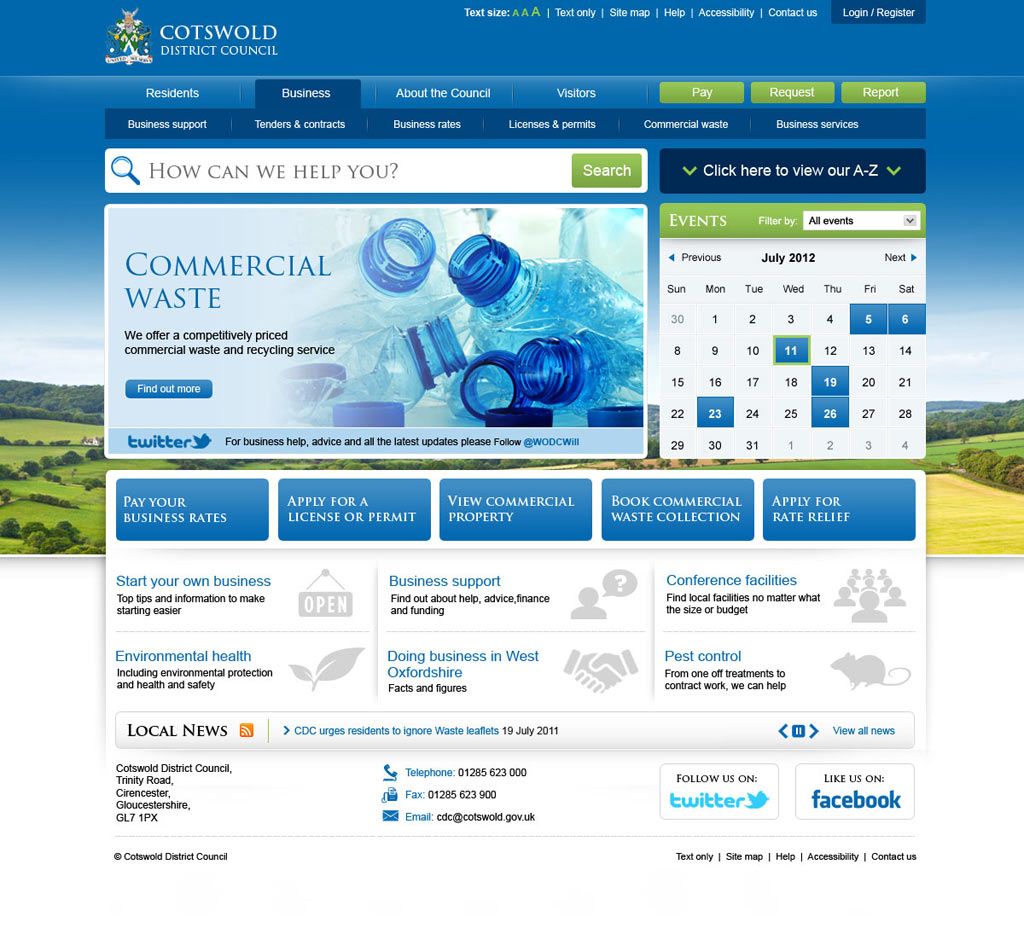 Text size: A A A | Text only | Site map | Help | Accessibility | Contact us
Login / Register
COTSWOLD
DISTRICT COUNCIL
Residents
Business
About the Council
Visitors
Pay
Request
Report
Business support
Tenders & contracts
Business rates
Licenses & permits
Commercial waste
Business services
How can we help you?
Search
Click here to view our A-Z
Commercial
waste
We offer a competitively priced
commercial waste and recycling service
Find out more
twitter
For business help, advice and all the latest updates please Follow @WODCWill
Events
Filter by:
All events
Previous
July 2012
Next
Sun Mon Tue Wed Thu Fri Sat
30 1 2 3 4 5 6
8 9 10 11 12 13 14
15 16 17 18 19 20 21
22 23 24 25 26 27 28
29 30 31 1 2 3 4
Pay your
business rates
Apply for a
license or permit
View commercial
property
Book commercial
waste collection
Apply for
rate relief
Start your own business
Top tips and information to make
starting easier
OPEN
Business support
Find out about help, advice,finance
and funding
?
Conference facilities
Find local facilities no matter what
the size or budget
Environmental health
Including environmental protection
and health and safety
Doing business in West
Oxfordshire
Facts and figures
Pest control
From one off treatments to
contract work, we can help
Local News
CDC urges residents to ignore Waste leaflets 19 July 2011
View all news
Cotswold District Council,
Trinity Road,
Cirencester,
Gloucestershire,
GL7 1PX
Telephone: 01285 623 000
Fax: 01285 623 900
Email: cdc@cotswold.gov.uk
Follow us on:
twitter
Like us on:
facebook
© Cotswold District Council
Text only | Site map | Help | Accessibility | Contact us